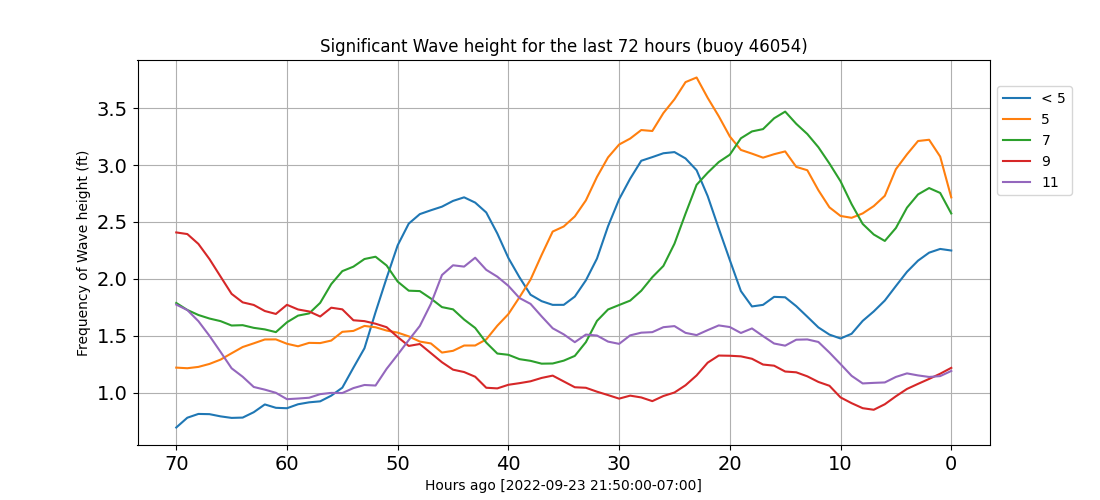 Significant Wave height for the last 72 hours (buoy 46054)
Frequency of Wave height (ft)
3.5
3.0
2.5
2.0
1.5
1.0
70 60 50 40 30 20 10 0
Hours ago [2022-09-23 21:50:00-07:00]
< 5
5
7
9
11